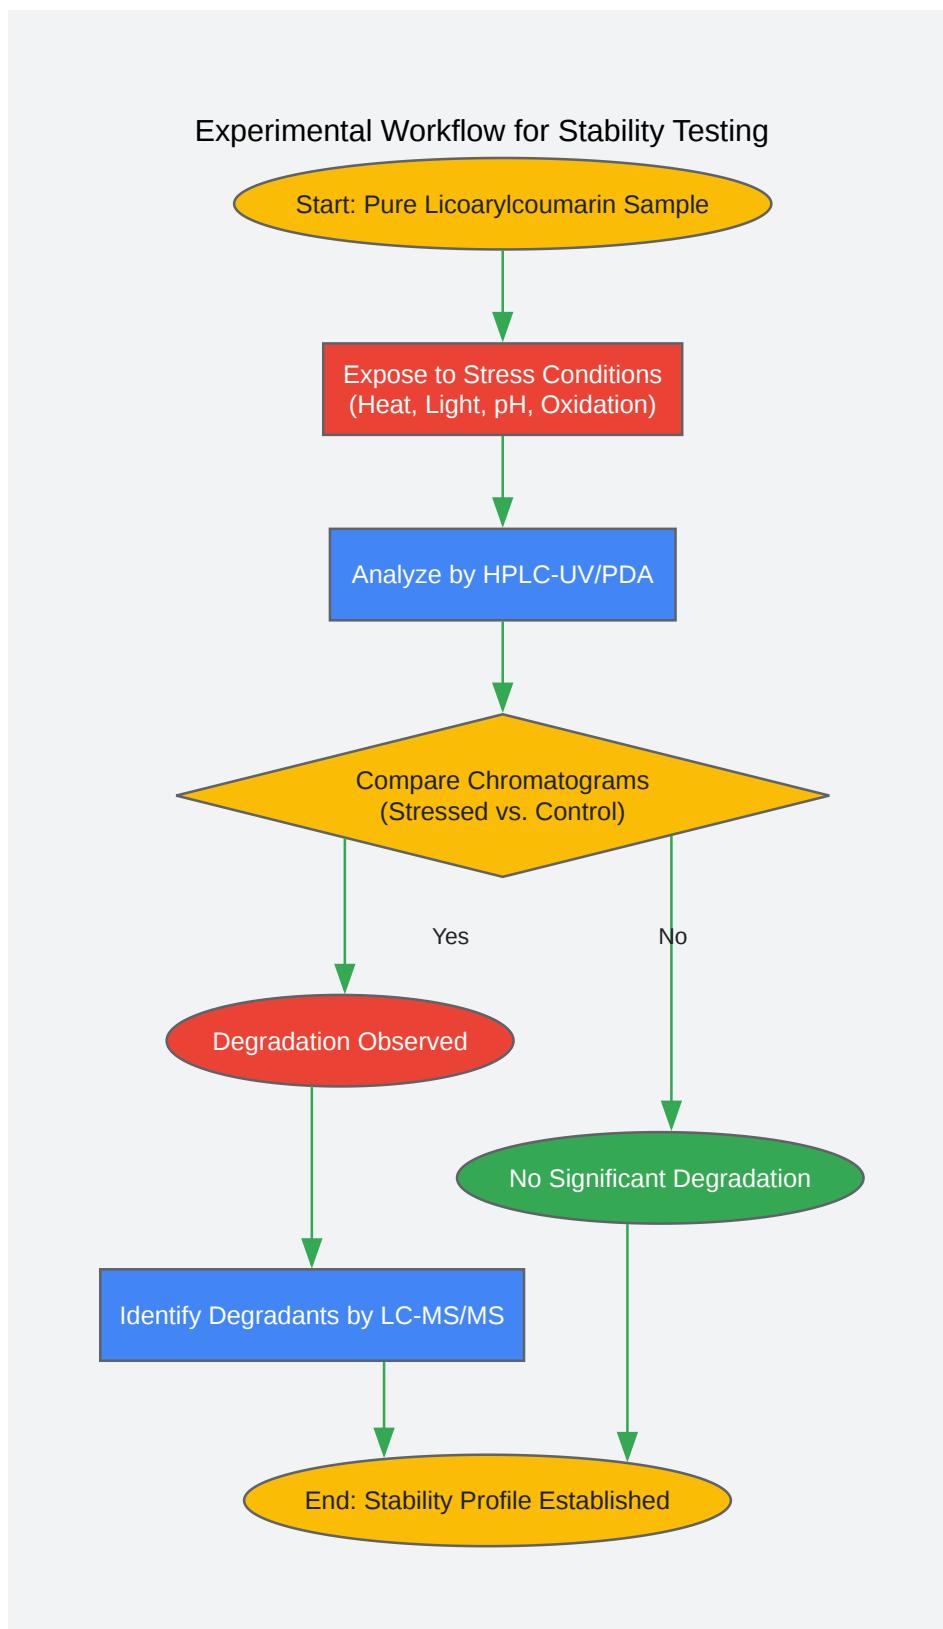 Experimental Workflow for Stability Testing
Start: Pure Licoarylcoumarin Sample
Expose to Stress Conditions
(Heat, Light, pH, Oxidation)
Analyze by HPLC-UV/PDA
Compare Chromatograms
(Stressed vs. Control)
Yes
No
Degradation Observed
No Significant Degradation
Identify Degradants by LC-MS/MS
End: Stability Profile Established